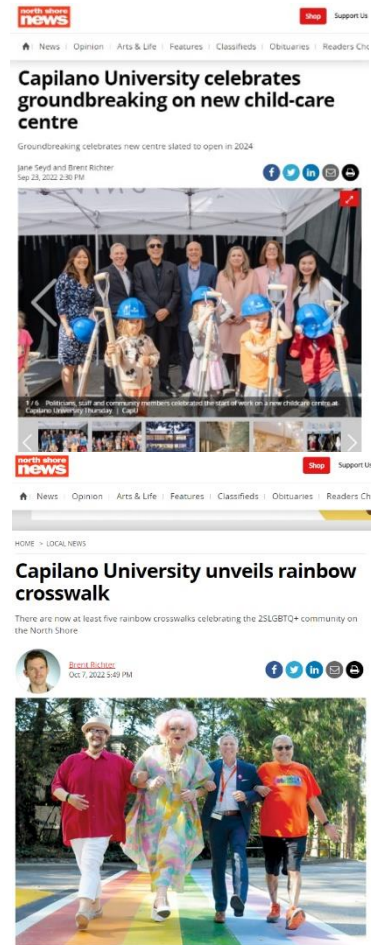 north shore
news
Shop
Support Us
News
Opinion
Arts & Life
Features
Classifieds
Obituaries
Readers Cho
Capilano University celebrates
groundbreaking on new child-care
centre
Groundbreaking celebrates new centre slated to open in 2024
Jane Seyd and Brent Richter
Sep 23, 2022 2:30 PM
1 / 6 Politicians, staff and community members celebrated the start of work on a new childcare centre at
Capilano University Thursday. | CapU
north shore
news
Shop
Support Us
News
Opinion
Arts & Life
Features
Classifieds
Obituaries
Readers Ch
HOME > LOCAL NEWS
Capilano University unveils rainbow
crosswalk
There are now at least five rainbow crosswalks celebrating the 2SLGBTQ+ community on
the North Shore
Brent Richter
Oct 7, 2022 5:49 PM